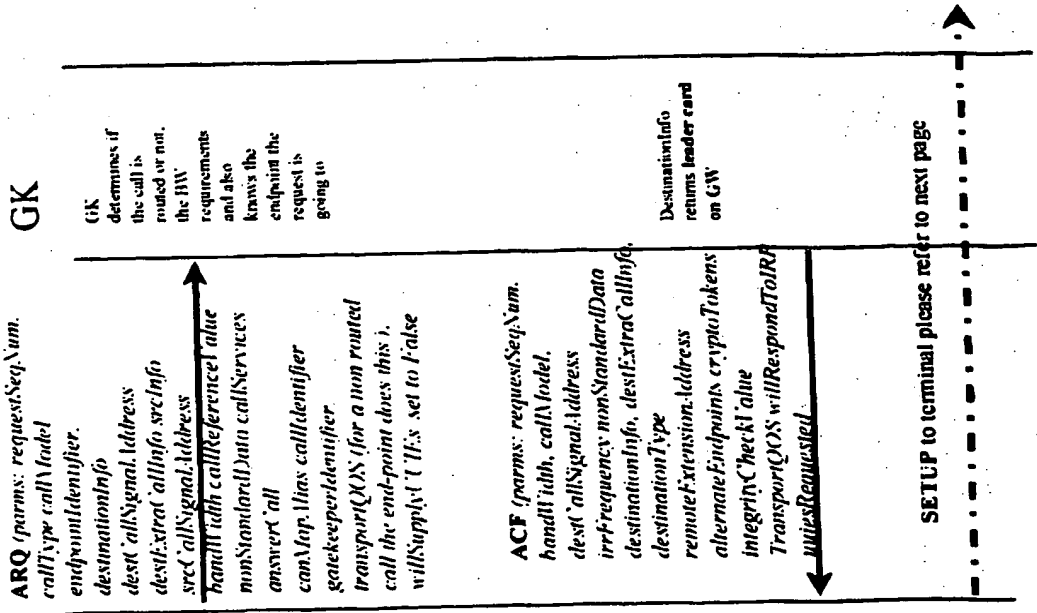 GK
ARQ (parms: requestSeqNum.
callType callModel
endpointIdentifier.
destinationInfo
destCallSignalAddress
destExtraCallInfo srcInfo
srcCallSignalAddress
bandWidth callReferenceValue
nonStandardData callServices
answerCall
canMapAlias callIdentifier
gatekeeperIdentifier
transportQOS (for a non routed
call the end-point does this ).
willSupplyUUIEs set to False
GK
determines if
the call is
routed or not,
the BW
requirements
and also
knows the
endpoint the
request is
going to
ACF (parms: requestSeqNum.
bandWidth, callModel,
destCallSignalAddress
irrFrequency nonStandardData
destinationInfo, destExtraCallInfo,
destinationType
remoteExtensionAddress
alternateEndpoints cryptoTokens
integrityCheckValue
TransportQOS willRespondToIRR
uuiesRequested
DestinationInfo
returns leader card
on GW
SETUP to terminal please refer to next page